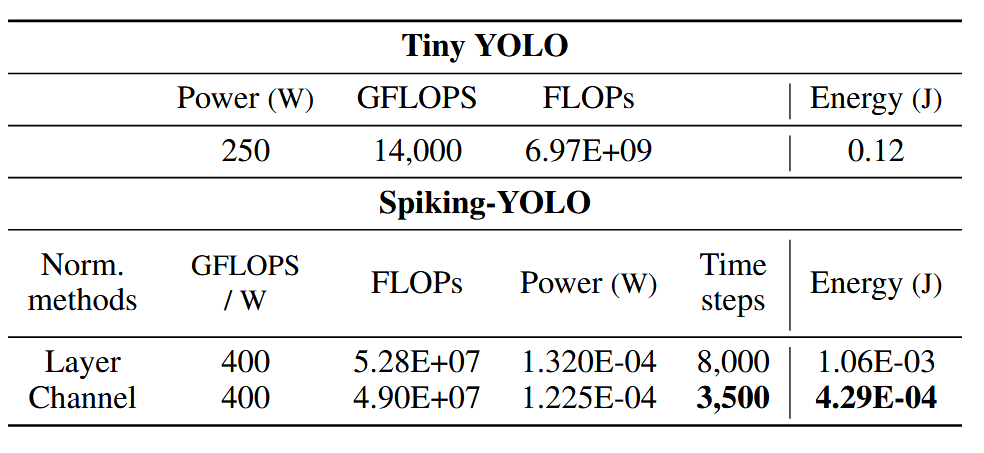 Tiny YOLO
Power (W) GFLOPS FLOPs Energy (J)
250 14,000 6.97E+09 0.12
Spiking-YOLO
Norm. methods GFLOPS / W FLOPs Power (W) Time steps Energy (J)
Layer 400 5.28E+07 1.320E-04 8,000 1.06E-03
Channel 400 4.90E+07 1.225E-04 3,500 4.29E-04